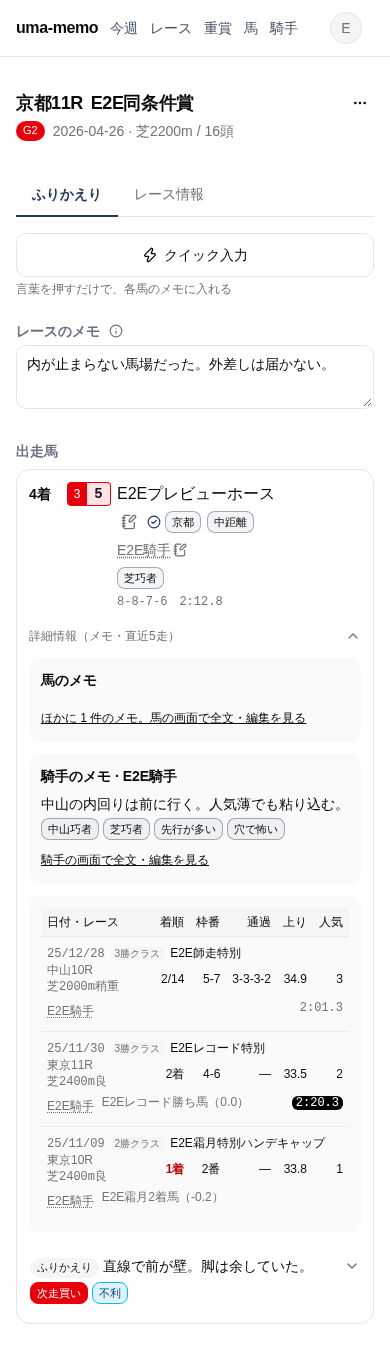 uma-memo 今週 レース 重賞 馬 騎手 E
京都11R E2E同条件賞
G2 2026-04-26 · 芝2200m / 16頭
ふりかえり レース情報
クイック入力
言葉を押すだけで、各馬のメモに入れる
レースのメモ
内が止まらない馬場だった。外差しは届かない。
出走馬
4着 3 5 E2Eプレビューホース
京都 中距離
E2E騎手
芝巧者
8-8-7-6 2:12.8
詳細情報（メモ・直近5走）
馬のメモ
ほかに 1 件のメモ。馬の画面で全文・編集を見る
騎手のメモ · E2E騎手
中山の内回りは前に行く。人気薄でも粘り込む。
中山巧者 芝巧者 先行が多い 穴で怖い
騎手の画面で全文・編集を見る
日付・レース 着順 枠番 通過 上り 人気
25/12/28 3勝クラス E2E師走特別
中山10R
芝2000m稍重 2/14 5-7 3-3-3-2 34.9 3
E2E騎手 2:01.3
25/11/30 3勝クラス E2Eレコード特別
東京11R
芝2400m良 2着 4-6 — 33.5 2
E2E騎手 E2Eレコード勝ち馬（0.0） 2:20.3
25/11/09 2勝クラス E2E霜月特別ハンデキャップ
東京10R
芝2400m良 1着 2番 — 33.8 1
E2E騎手 E2E霜月2着馬（-0.2）
ふりかえり 直線で前が壁。脚は余していた。
次走買い 不利